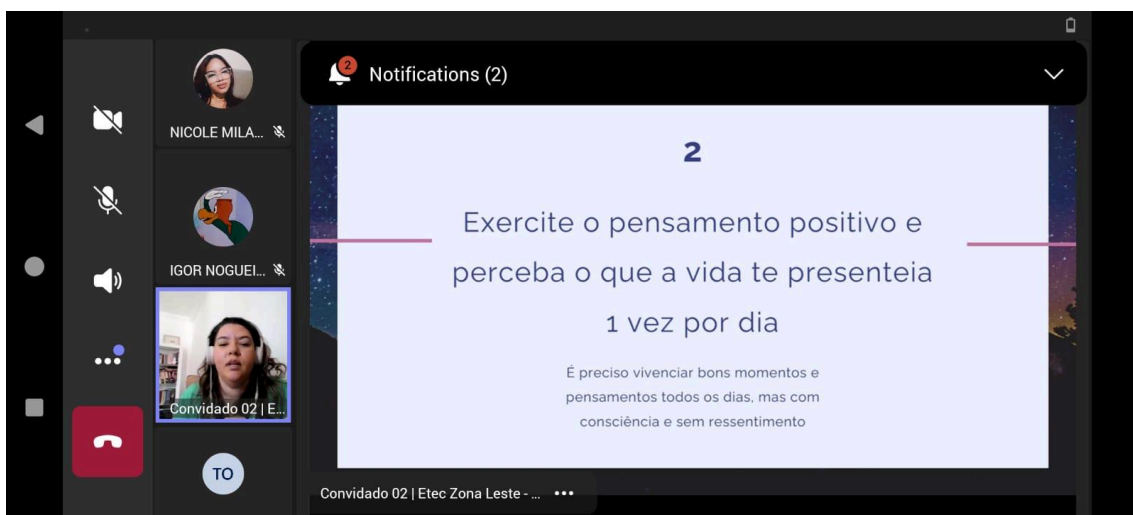 2
Notifications (2)
NICOLE MILA...
IGOR NOGUEI...
Convidado 02 | E...
TO
2
Exercite o pensamento positivo e
perceba o que a vida te presenteia
1 vez por dia
É preciso vivenciar bons momentos e
pensamentos todos os dias, mas com
consciência e sem ressentimento
Convidado 02 | Etec Zona Leste - ...